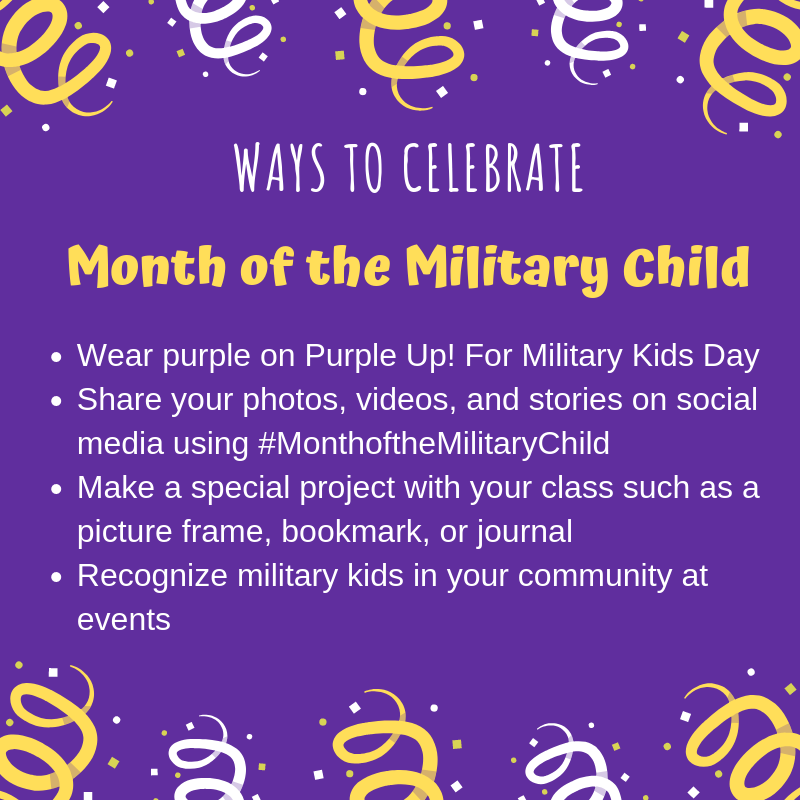 WAYS TO CELEBRATE
Month of the Military Child
• Wear purple on Purple Up! For Military Kids Day
• Share your photos, videos, and stories on social
media using #MonthoftheMilitaryChild
• Make a special project with your class such as a
picture frame, bookmark, or journal
• Recognize military kids in your community at
events